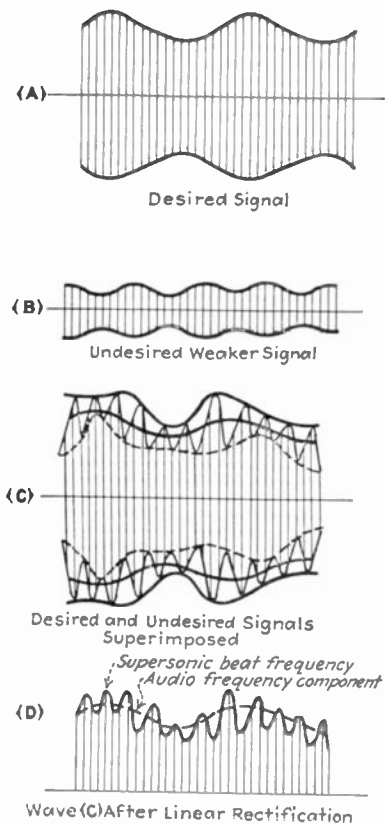 (A)
Desired Signal
(B)
Undesired Weaker Signal
(C)
Desired and Undesired Signals
Superimposed
Supersonic beat frequency
Audio frequency component
(D)
Wave (C) After Linear Rectification